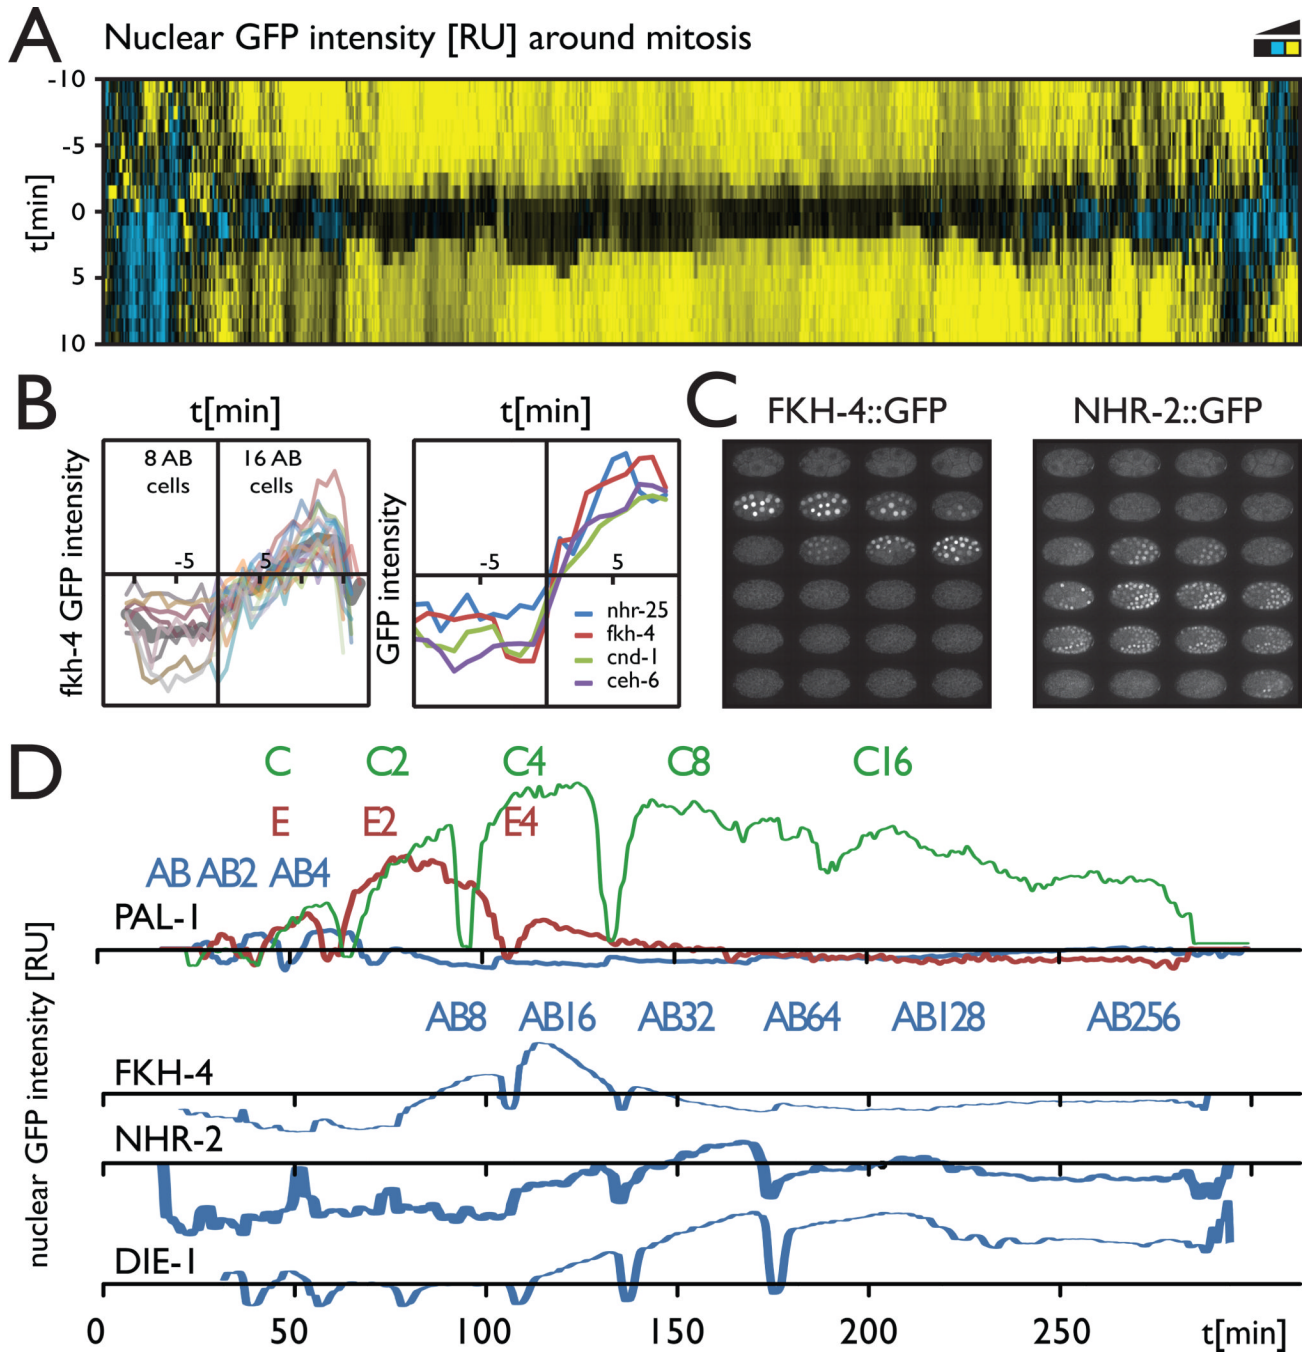 A
Nuclear GFP intensity [RU] around mitosis
t[min]
-10
-5
0
5
10
B
t[min]
fkh-4 GFP intensity
8 AB
cells
16 AB
cells
-5
5
t[min]
GFP intensity
-5
5
nhr-25
fkh-4
cnd-1
ceh-6
C
FKH-4::GFP
NHR-2::GFP
D
nuclear GFP intensity [RU]
C C2 C4 C8 C16
E E2 E4
AB AB2 AB4
PAL-1
AB8 AB16 AB32 AB64 AB128 AB256
FKH-4
NHR-2
DIE-1
0 50 100 150 200 250 t[min]